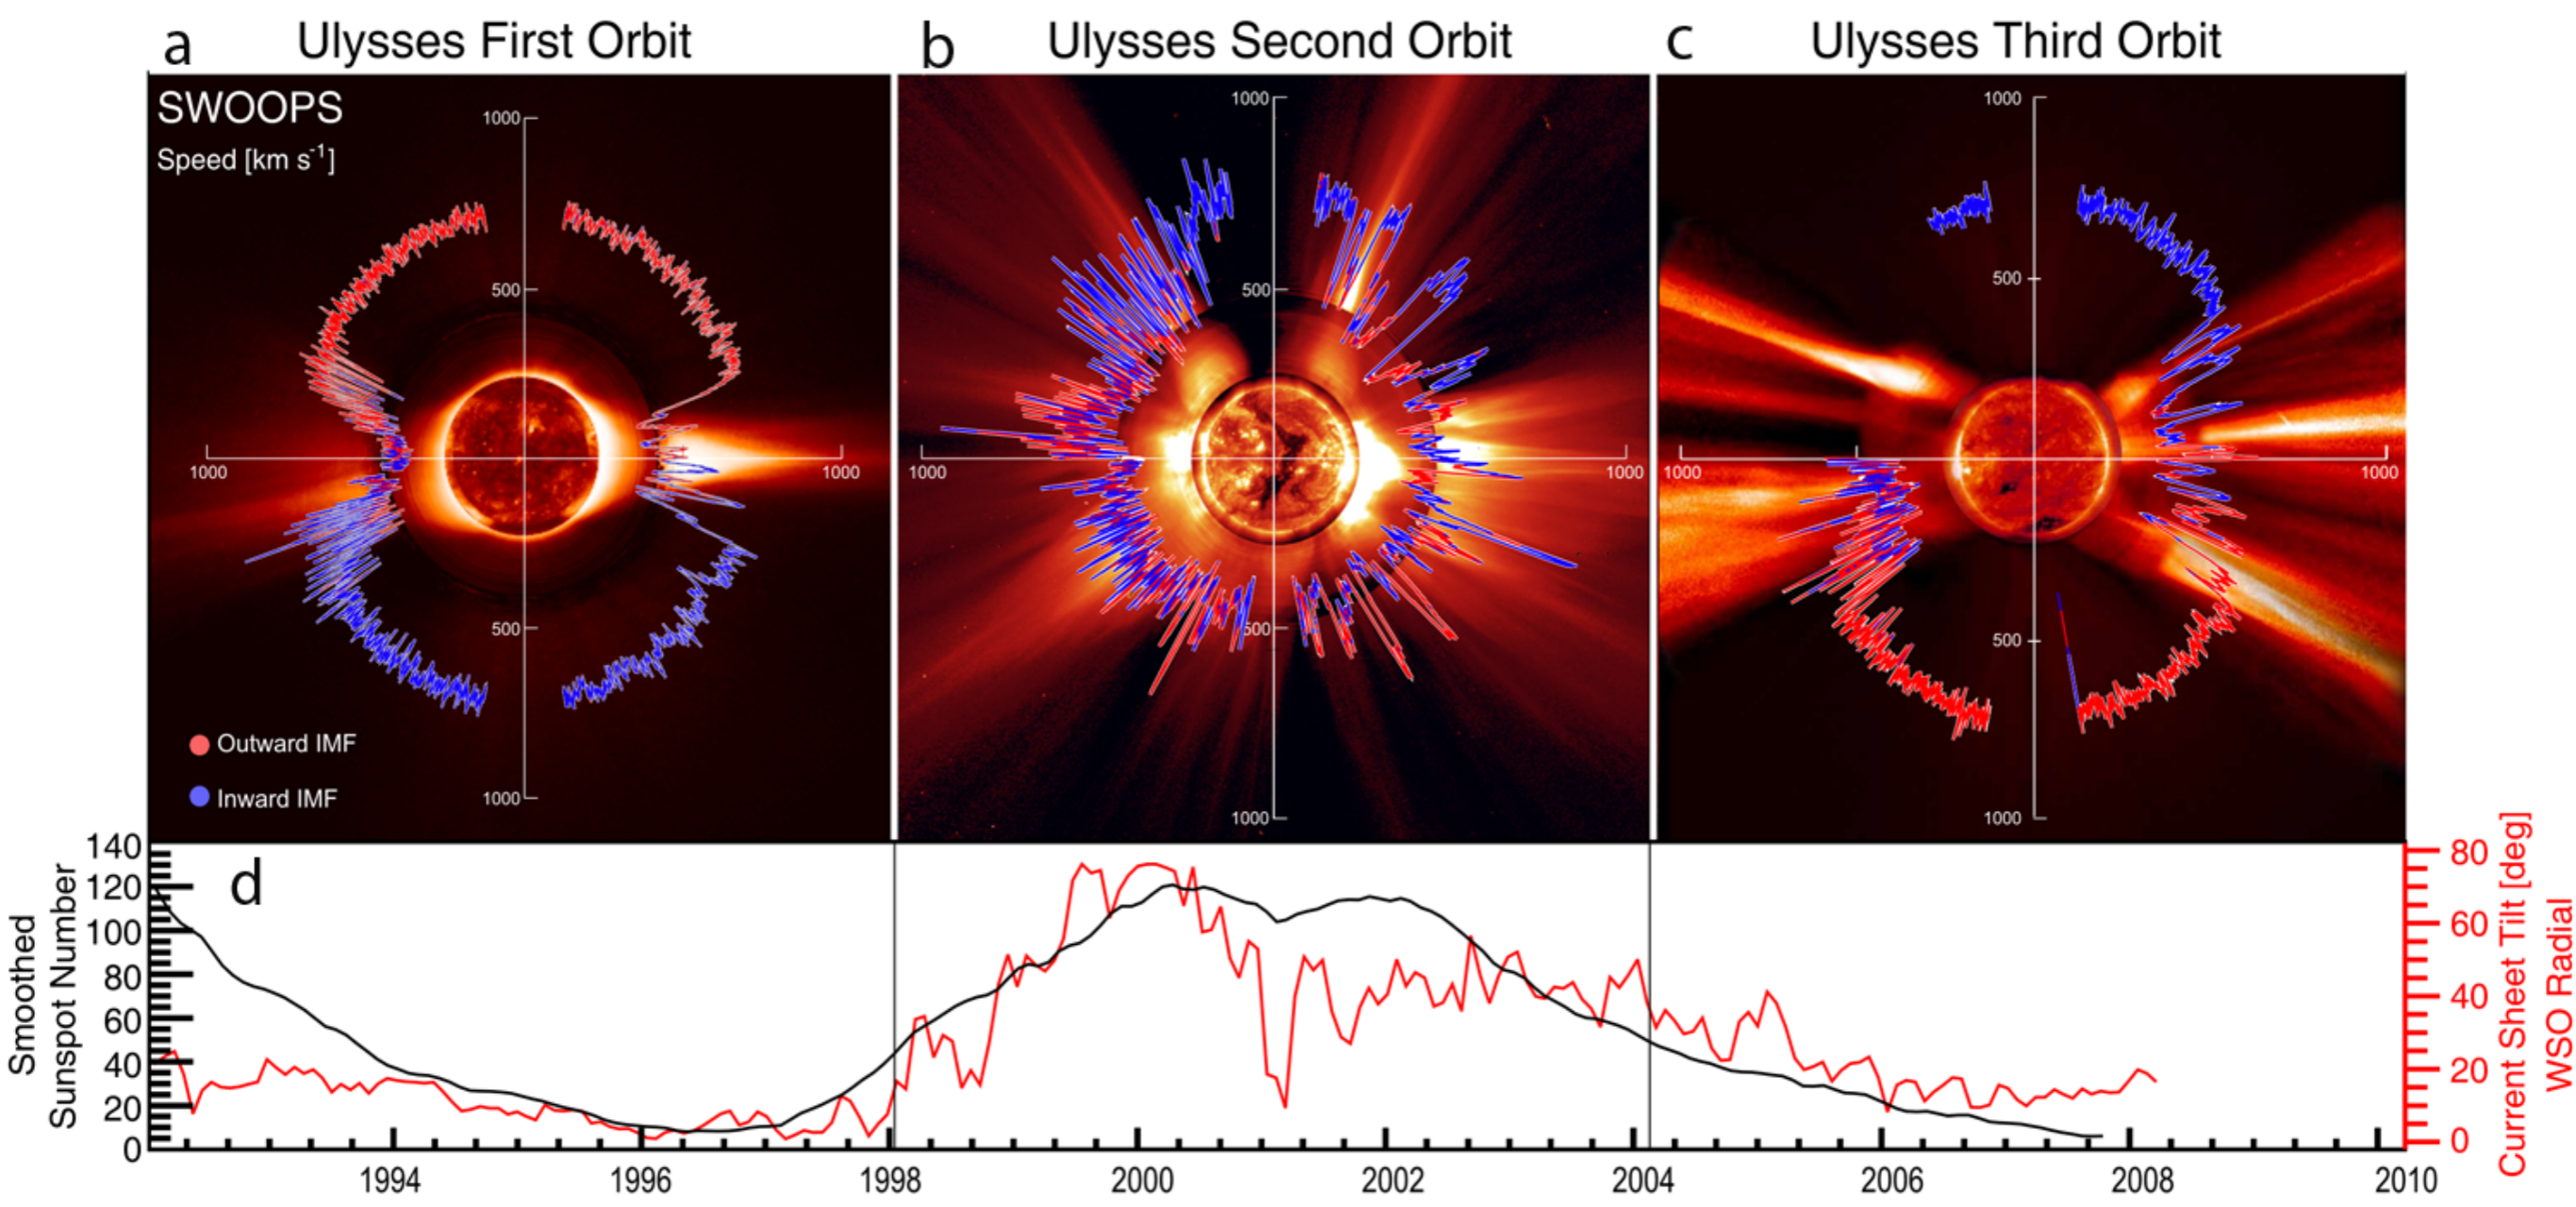 a Ulysses First Orbit
b Ulysses Second Orbit
c Ulysses Third Orbit
SWOOPS
Speed [km s-1]
1000
500
1000
1000
500
1000
Outward IMF
Inward IMF
1000
500
1000
1000
500
1000
1000
500
1000
1000
500
1000
d
Smoothed
Sunspot Number
140
120
100
80
60
40
20
0
80
60
40
20
0
Current Sheet Tilt [deg]
WSO Radial
1994 1996 1998 2000 2002 2004 2006 2008 2010